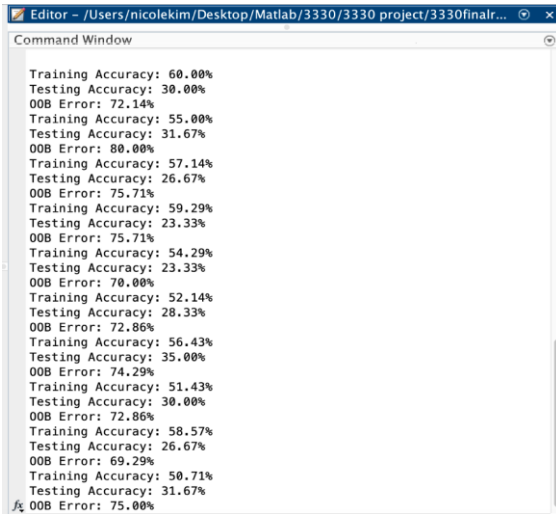 Editor - /Users/nicolekim/Desktop/Matlab/3330/3330 project/3330finalr...
Command Window
Training Accuracy: 60.00%
Testing Accuracy: 30.00%
OOB Error: 72.14%
Training Accuracy: 55.00%
Testing Accuracy: 31.67%
OOB Error: 80.00%
Training Accuracy: 57.14%
Testing Accuracy: 26.67%
OOB Error: 75.71%
Training Accuracy: 59.29%
Testing Accuracy: 23.33%
OOB Error: 75.71%
Training Accuracy: 54.29%
Testing Accuracy: 23.33%
OOB Error: 70.00%
Training Accuracy: 52.14%
Testing Accuracy: 28.33%
OOB Error: 72.86%
Training Accuracy: 56.43%
Testing Accuracy: 35.00%
OOB Error: 74.29%
Training Accuracy: 51.43%
Testing Accuracy: 30.00%
OOB Error: 72.86%
Training Accuracy: 58.57%
Testing Accuracy: 26.67%
OOB Error: 69.29%
Training Accuracy: 50.71%
Testing Accuracy: 31.67%
fx OOB Error: 75.00%